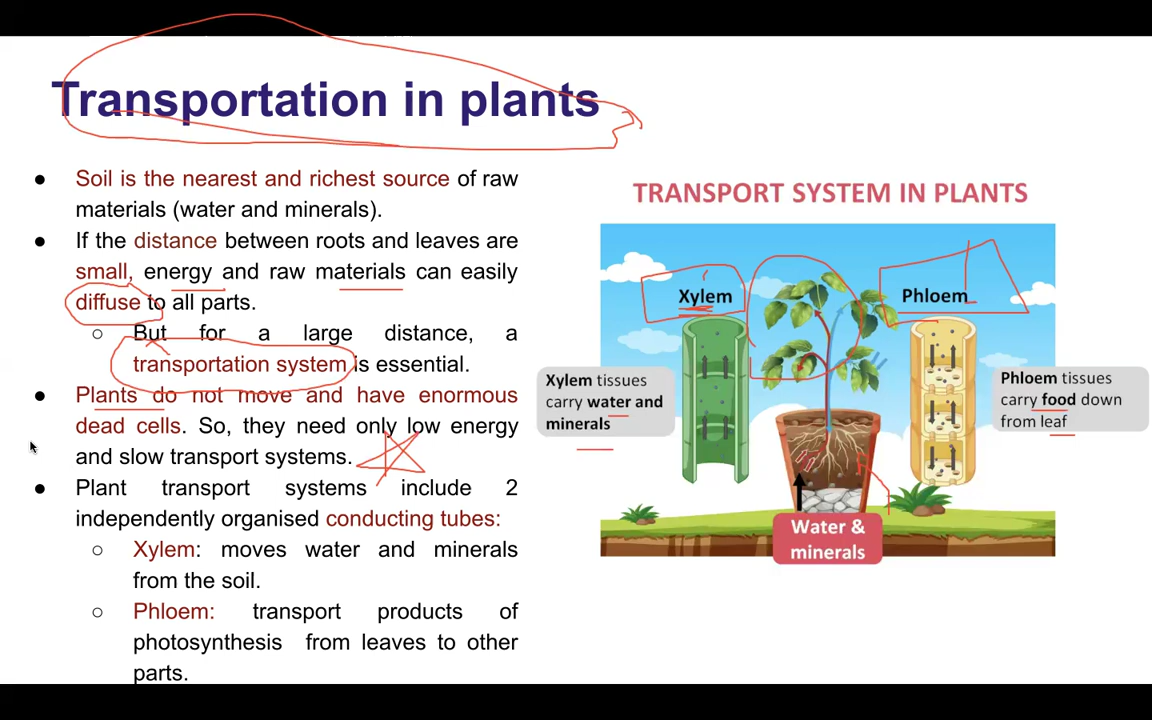 Transportation in plants
● Soil is the nearest and richest source of raw
materials (water and minerals).
● If the distance between roots and leaves are
small, energy and raw materials can easily
diffuse to all parts.
○ But for a large distance, a
transportation system is essential.
● Plants do not move and have enormous
dead cells. So, they need only low energy
and slow transport systems.
● Plant transport systems include 2
independently organised conducting tubes:
○ Xylem: moves water and minerals
from the soil.
○ Phloem: transport products of
photosynthesis from leaves to other
parts.
TRANSPORT SYSTEM IN PLANTS
Xylem
Phloem
Xylem tissues
carry water and
minerals
Phloem tissues
carry food down
from leaf
Water &
minerals